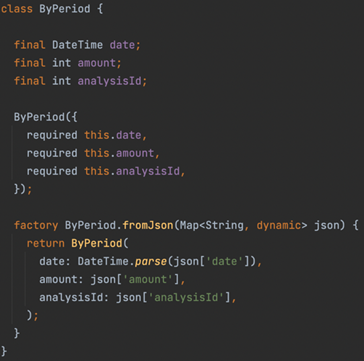 class ByPeriod {
final DateTime date;
final int amount;
final int analysisId;
ByPeriod({
required this.date,
required this.amount,
required this.analysisId,
});
factory ByPeriod.fromJson(Map<String, dynamic> json) {
return ByPeriod(
date: DateTime.parse(json['date']),
amount: json['amount'],
analysisId: json['analysisId'],
);
}
}